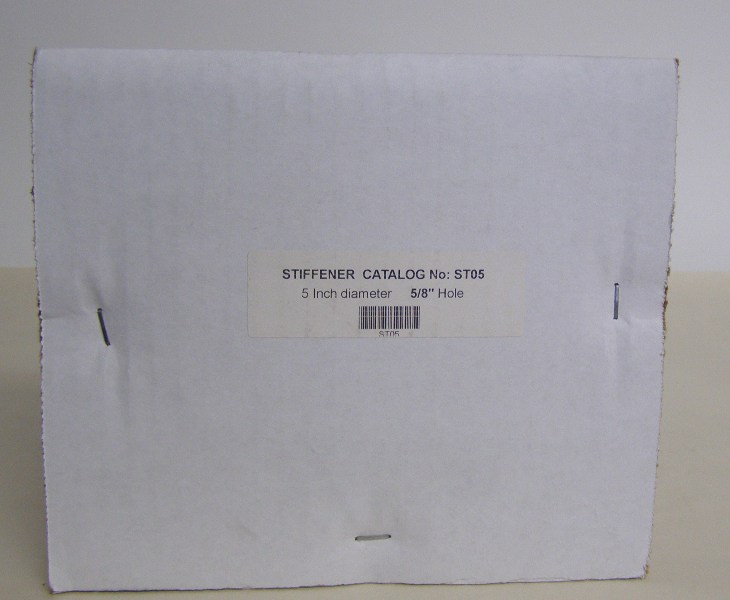 STIFFENER CATALOG No: ST05
5 Inch diameter 5/8" Hole
ST05